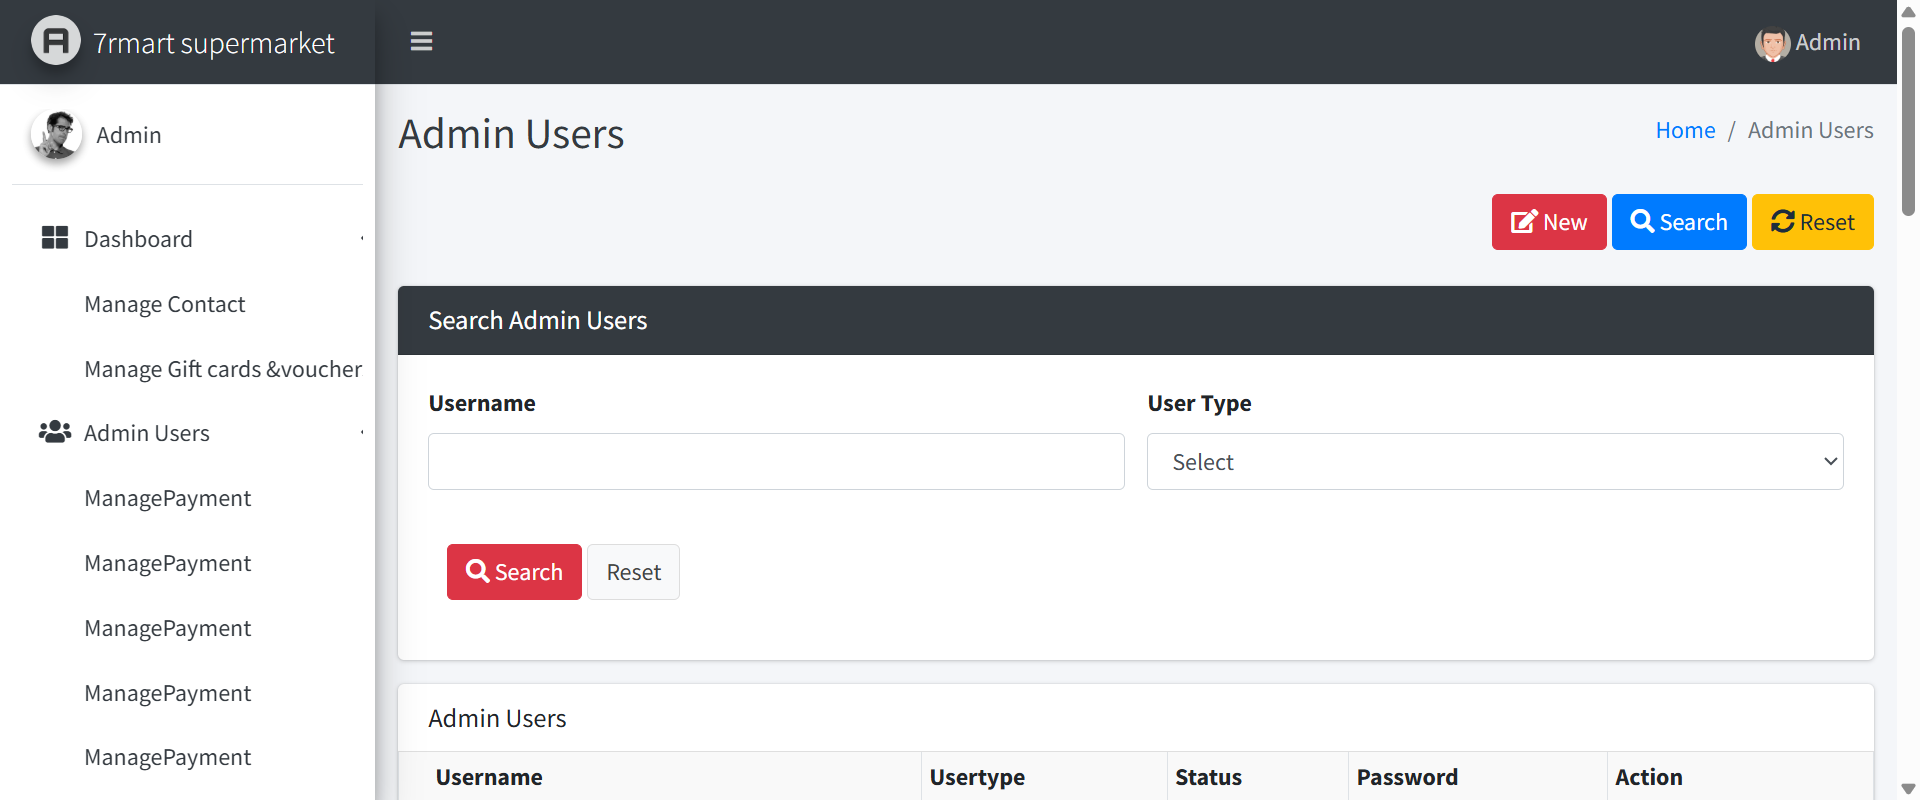 7rmart supermarket
Admin
Admin
Admin Users
Home / Admin Users
Dashboard
Manage Contact
Manage Gift cards &voucher
Admin Users
ManagePayment
ManagePayment
ManagePayment
ManagePayment
ManagePayment
New Search Reset
Search Admin Users
Username User Type
Select
Search Reset
Admin Users
Username Usertype Status Password Action